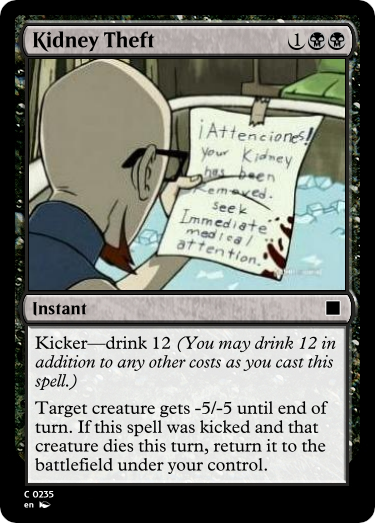 Kidney Theft 1
¡Attenciones!
your Kidney
has been
removed.
seek
Immediate
medical
attention.
Instant
Kicker—drink 12 (You may drink 12 in
addition to any other costs as you cast this
spell.)
Target creature gets -5/-5 until end of
turn. If this spell was kicked and that
creature dies this turn, return it to the
battlefield under your control.
C 0235
en